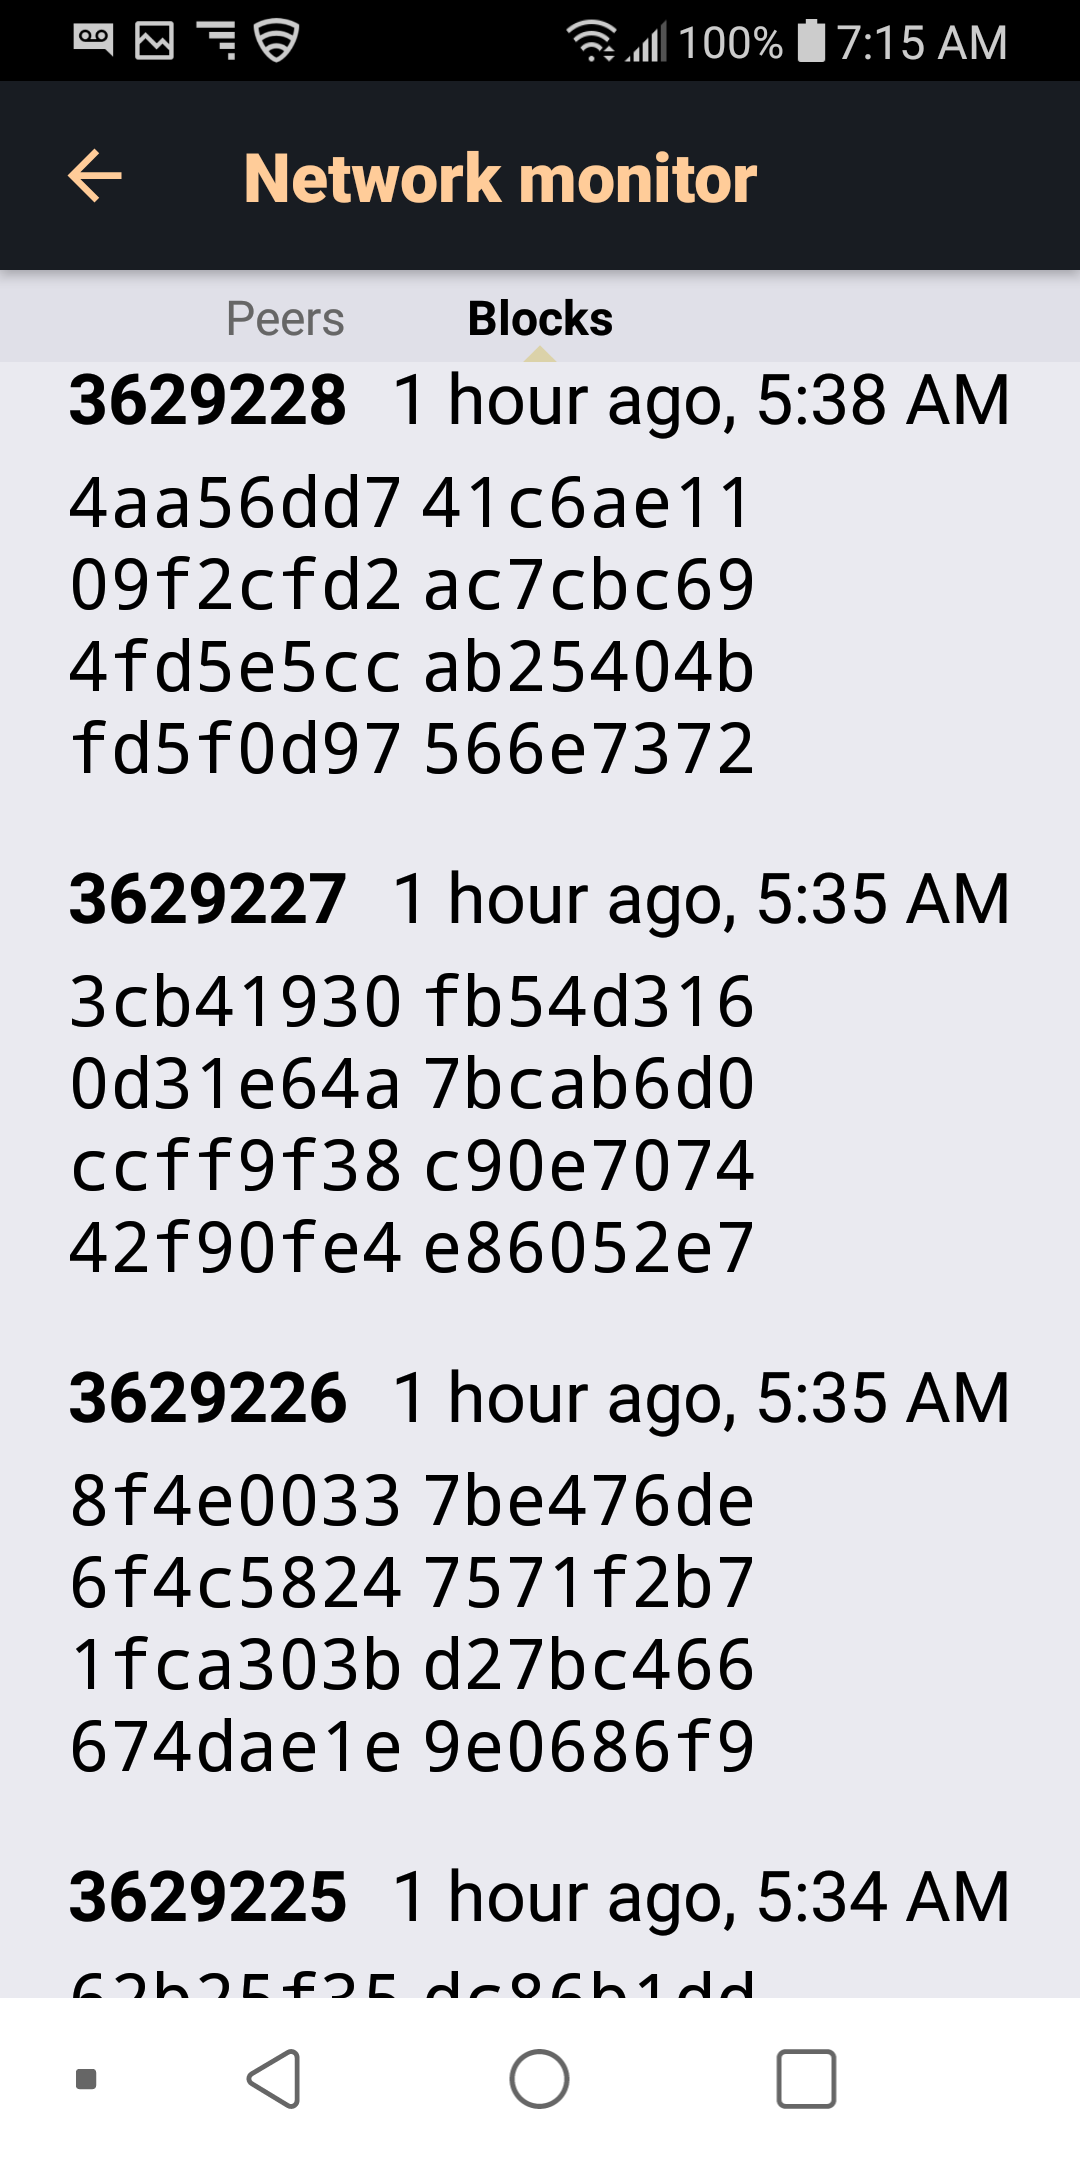 100% 7:15 AM
Network monitor
Peers Blocks
3629228 1 hour ago, 5:38 AM
4aa56dd7 41c6ae11
09f2cfd2 ac7cbc69
4fd5e5cc ab25404b
fd5f0d97 566e7372
3629227 1 hour ago, 5:35 AM
3cb41930 fb54d316
0d31e64a 7bcab6d0
ccff9f38 c90e7074
42f90fe4 e86052e7
3629226 1 hour ago, 5:35 AM
8f4e0033 7be476de
6f4c5824 7571f2b7
1fca303b d27bc466
674dae1e 9e0686f9
3629225 1 hour ago, 5:34 AM
62b25f35 dc86b1dd